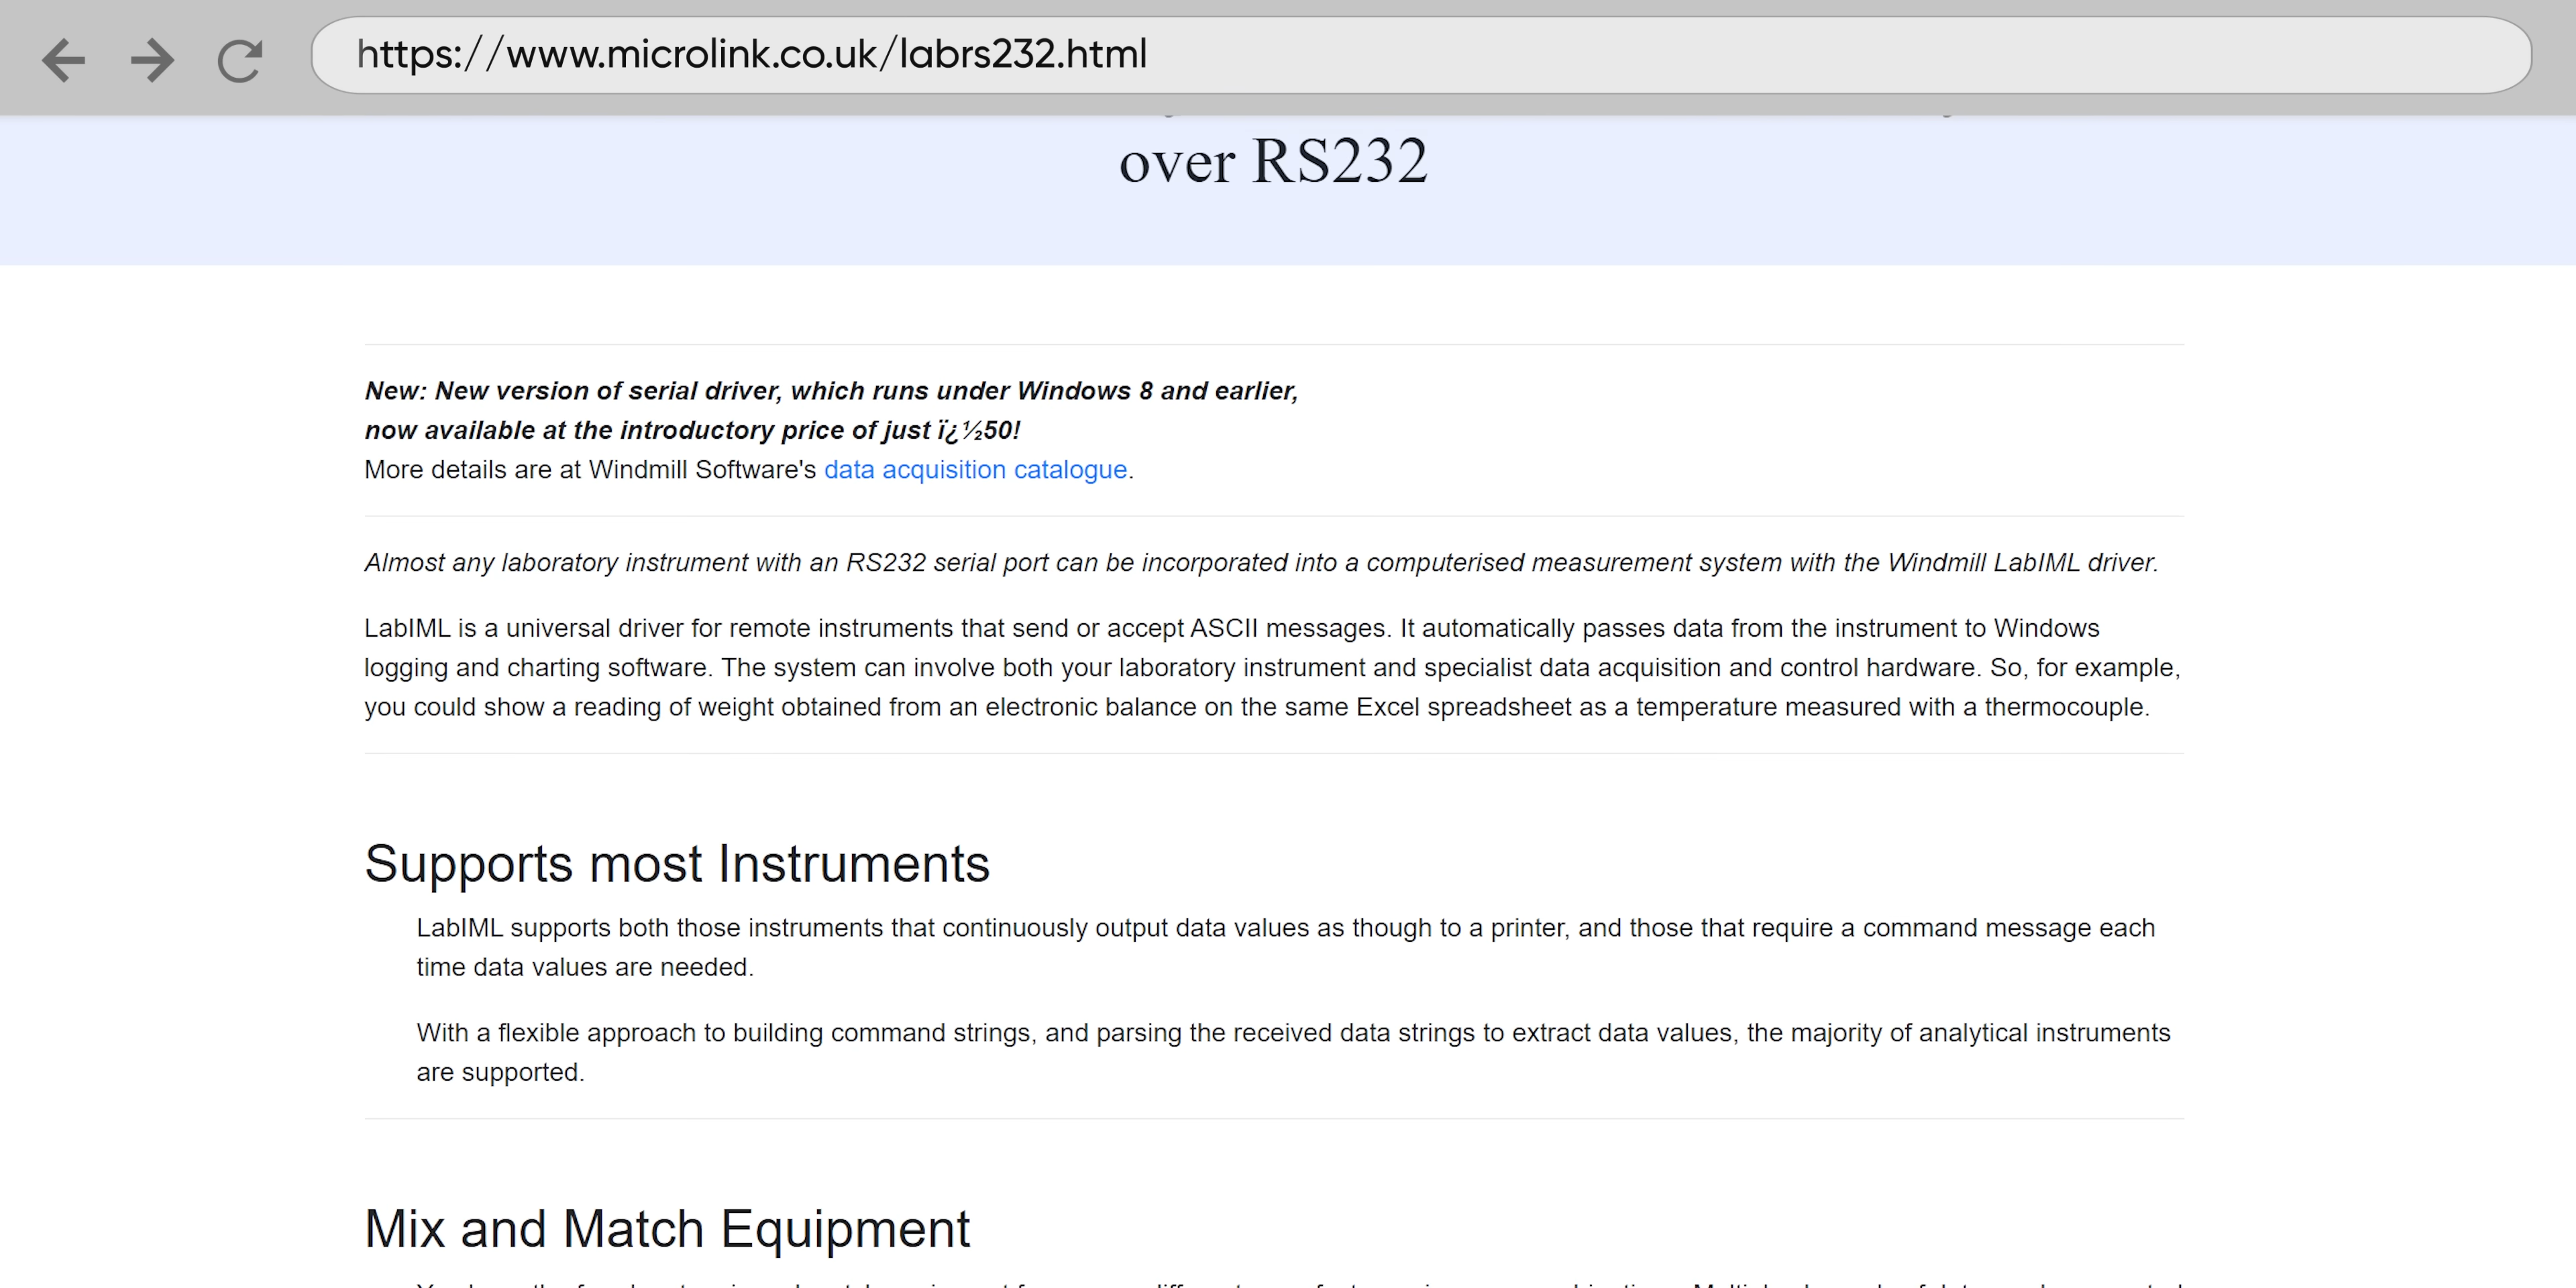 https://www.microlink.co.uk/labrs232.html
over RS232
New: New version of serial driver, which runs under Windows 8 and earlier,
now available at the introductory price of just ï¿½50!
More details are at Windmill Software's data acquisition catalogue.
Almost any laboratory instrument with an RS232 serial port can be incorporated into a computerised measurement system with the Windmill LabIML driver.
LabIML is a universal driver for remote instruments that send or accept ASCII messages. It automatically passes data from the instrument to Windows
logging and charting software. The system can involve both your laboratory instrument and specialist data acquisition and control hardware. So, for example,
you could show a reading of weight obtained from an electronic balance on the same Excel spreadsheet as a temperature measured with a thermocouple.
Supports most Instruments
LabIML supports both those instruments that continuously output data values as though to a printer, and those that require a command message each
time data values are needed.
With a flexible approach to building command strings, and parsing the received data strings to extract data values, the majority of analytical instruments
are supported.
Mix and Match Equipment